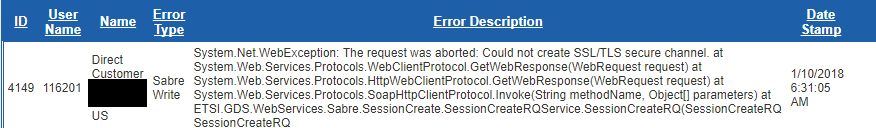 ID User Name Name Error Type Error Description Date Stamp
4149 116201 Direct Customer US Sabre Write
System.Net.WebException: The request was aborted: Could not create SSL/TLS secure channel. at
System.Web.Services.Protocols.WebClientProtocol.GetWebResponse(WebRequest request) at
System.Web.Services.Protocols.HttpWebClientProtocol.GetWebResponse(WebRequest request) at
System.Web.Services.Protocols.SoapHttpClientProtocol.Invoke(String methodName, Object[] parameters) at
ETSI.GDS.WebServices.Sabre.SessionCreate.SessionCreateRQService.SessionCreateRQ(SessionCreateRQ
SessionCreateRQ
1/10/2018
6:31:05
AM